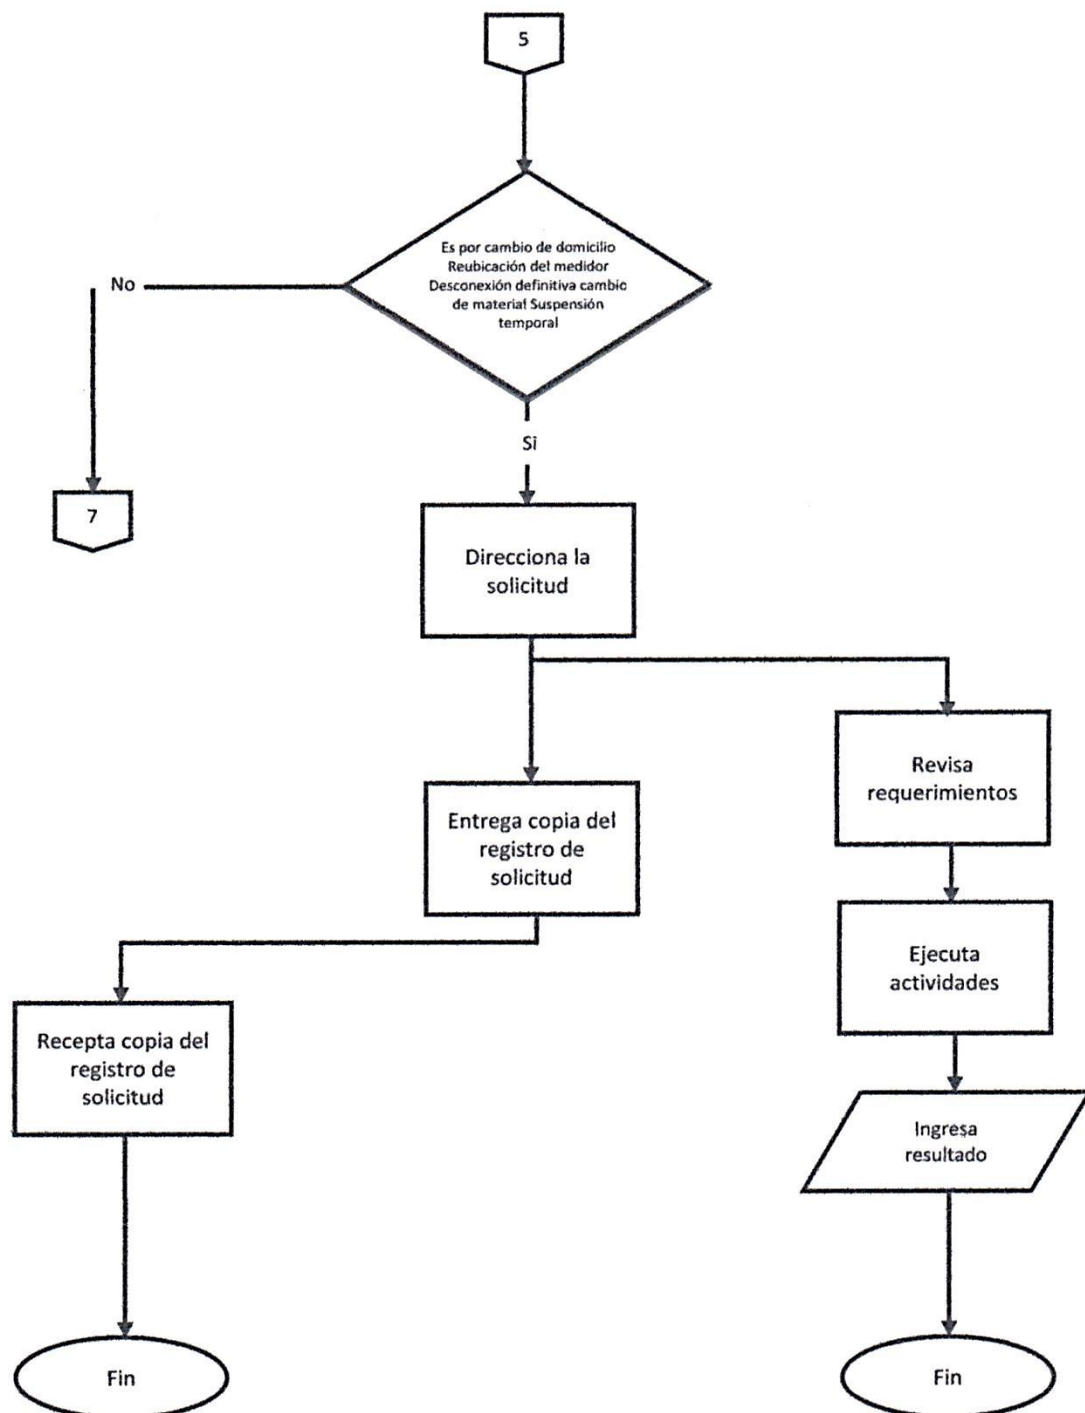 5
Es por cambio de domicilio
Reubicación del medidor
Desconexión definitiva cambio
de material Suspensión
temporal
No
Si
7
Direcciona la
solicitud
Revisa
requerimientos
Entrega copia del
registro de
solicitud
Ejecuta
actividades
Recepta copia del
registro de
solicitud
Ingresa
resultado
Fin
Fin